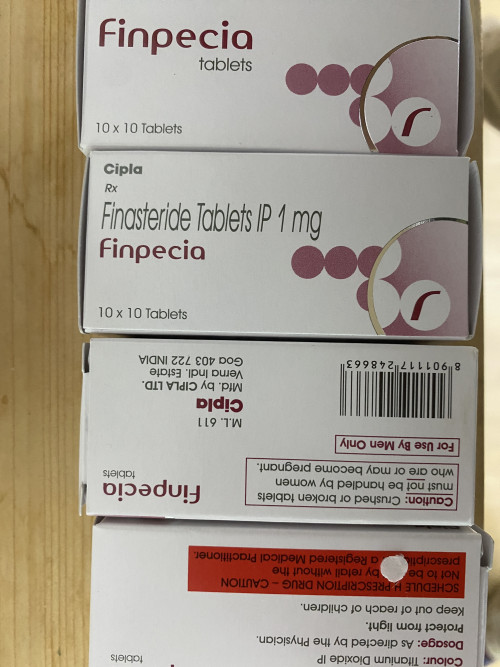 Finpecia
tablets
10 x 10 Tablets
Cipla
Rx
Finasteride Tablets IP 1 mg
Finpecia
10 x 10 Tablets
Finpecia
tablets
Caution: Crushed or broken tablets
must not be handled by women
who are or may become pregnant.
For Use By Men Only
M.L. 611
Cipla
Mfd. by CIPLA LTD.
Verna Indl. Estate
Goa 403 722 INDIA
8 901117 248663
tablets
Colour: Titanium Dioxide IP
Dosage: As directed by the Physician.
Protect from light.
Keep out of reach of children.
SCHEDULE H PRESCRIPTION DRUG – CAUTION
Not to be by retail without the
a Registered Medical Practitioner.